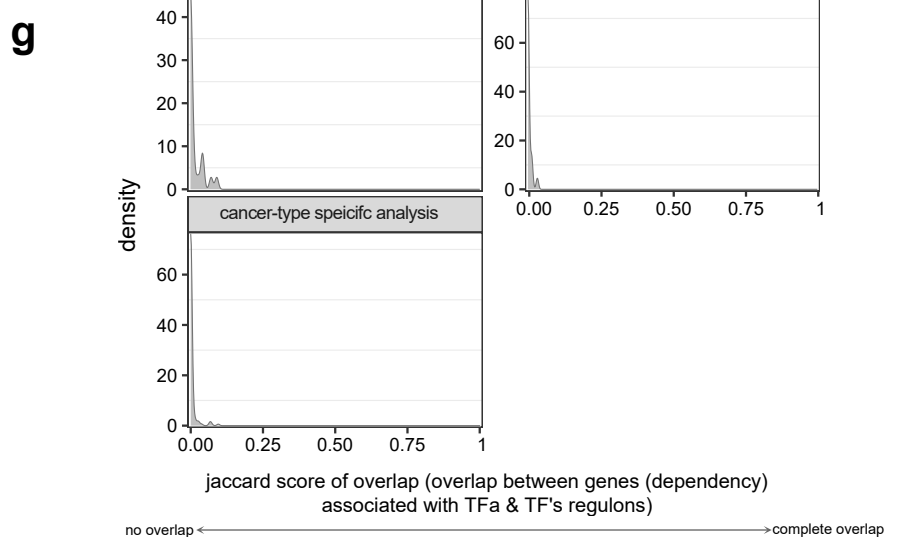 g
40
30
20
10
0
60
40
20
0
0.00 0.25 0.50 0.75 1
density
cancer-type speicifc analysis
60
40
20
0
0.00 0.25 0.50 0.75 1
jaccard score of overlap (overlap between genes (dependency)
associated with TFa & TF's regulons)
no overlap
complete overlap